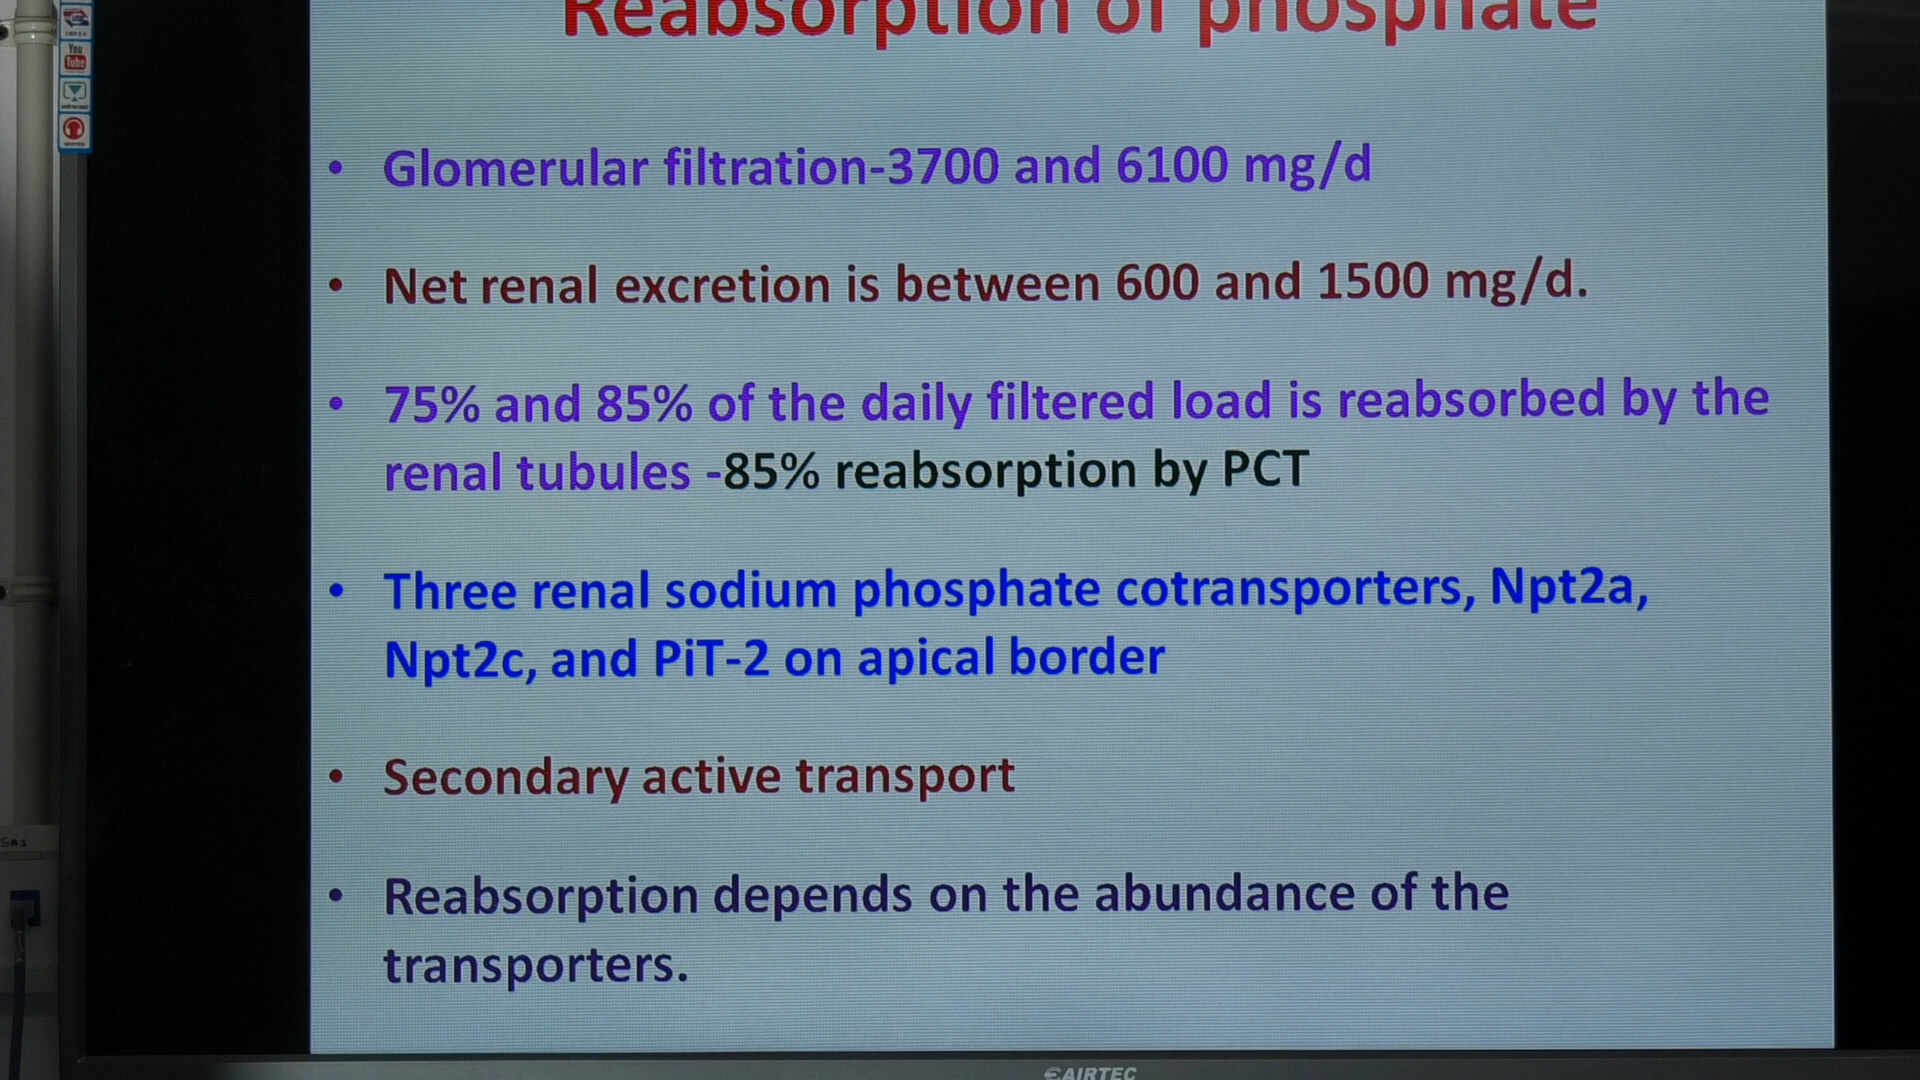 Reabsorption of phosphate
• Glomerular filtration-3700 and 6100 mg/d
• Net renal excretion is between 600 and 1500 mg/d.
• 75% and 85% of the daily filtered load is reabsorbed by the
renal tubules -85% reabsorption by PCT
• Three renal sodium phosphate cotransporters, Npt2a,
Npt2c, and PiT-2 on apical border
• Secondary active transport
• Reabsorption depends on the abundance of the
transporters.
You
Tube
SA1
AIRTEC